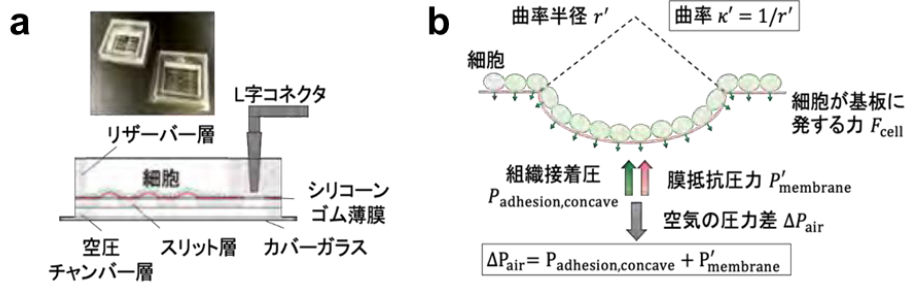 a
L字コネクタ
リザーバー層
細胞
シリコーン
ゴム薄膜
空圧
チャンバー層
スリット層
カバーガラス
b
曲率半径 r′
曲率 κ′ = 1/r′
細胞
細胞が基板に
発する力 F_cell
組織接着圧
P_adhesion,concave
膜抵抗圧力 P′_membrane
空気の圧力差 ΔP_air
ΔP_air = P_adhesion,concave + P′_membrane